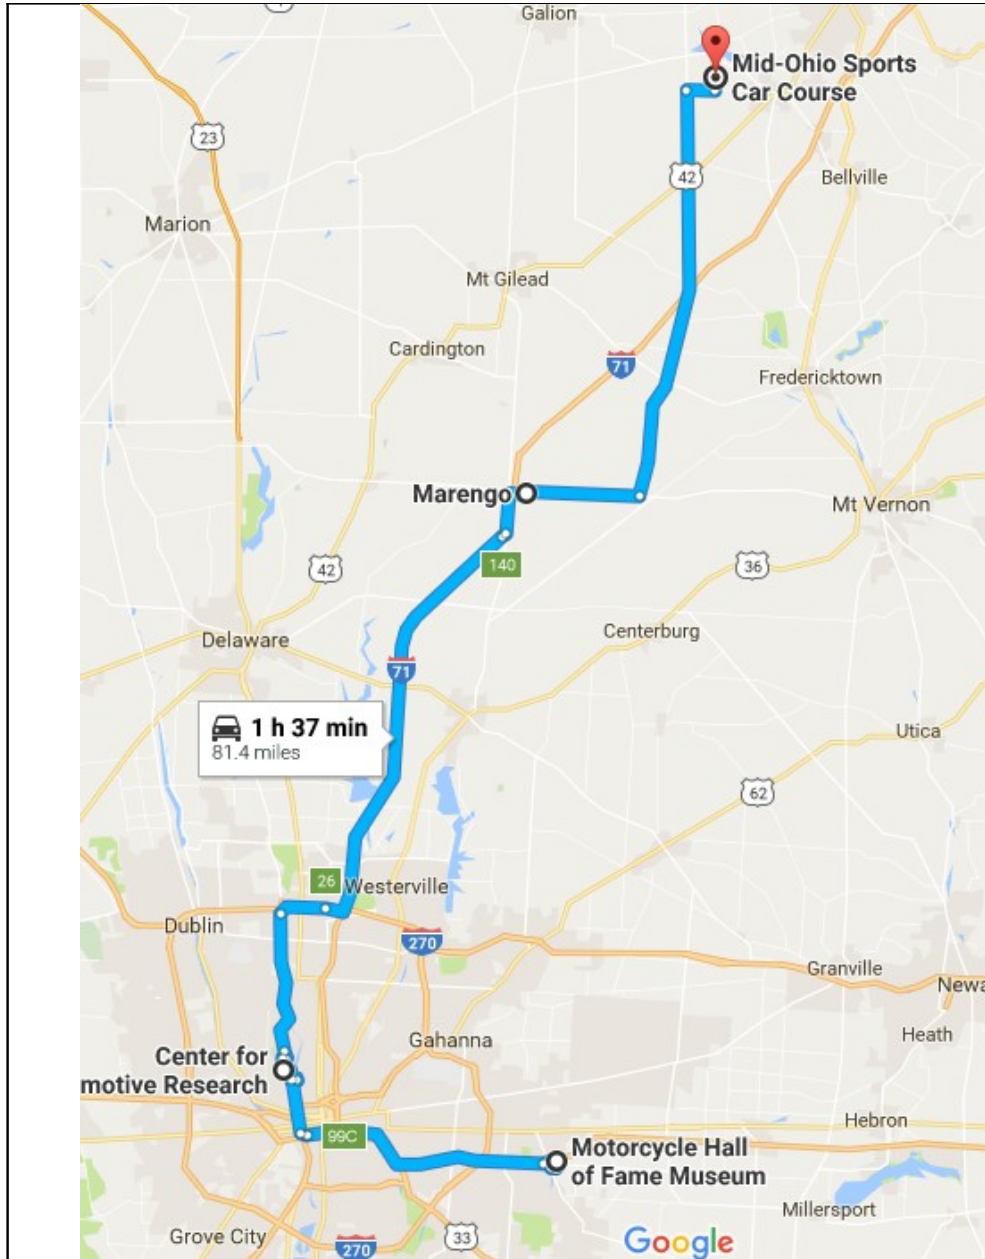 Galion
Mid-Ohio Sports
Car Course
23
42
Bellville
Marion
Mt Gilead
Cardington
71
Fredericktown
Marengo
Mt Vernon
140
42
36
Centerburg
Delaware
71
1 h 37 min
81.4 miles
Utica
62
26
Westerville
Dublin
270
Granville
Newa
Heath
Gahanna
Center for
motive Research
Hebron
99C
Motorcycle Hall
of Fame Museum
Millersport
Grove City
33
Google
270